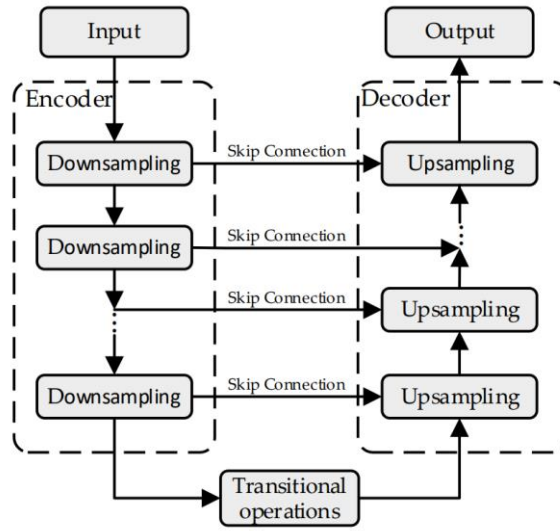 Input
Output
Encoder
Decoder
Downsampling
Skip Connection
Upsampling
Downsampling
Skip Connection
Skip Connection
Upsampling
Downsampling
Skip Connection
Upsampling
Transitional
operations